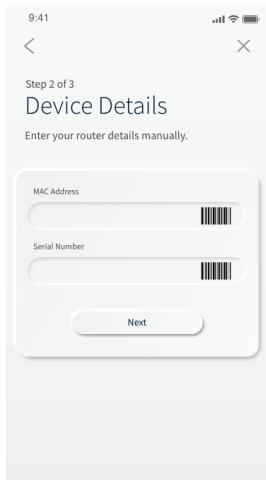 9:41
Step 2 of 3
Device Details
Enter your router details manually.
MAC Address
Serial Number
Next